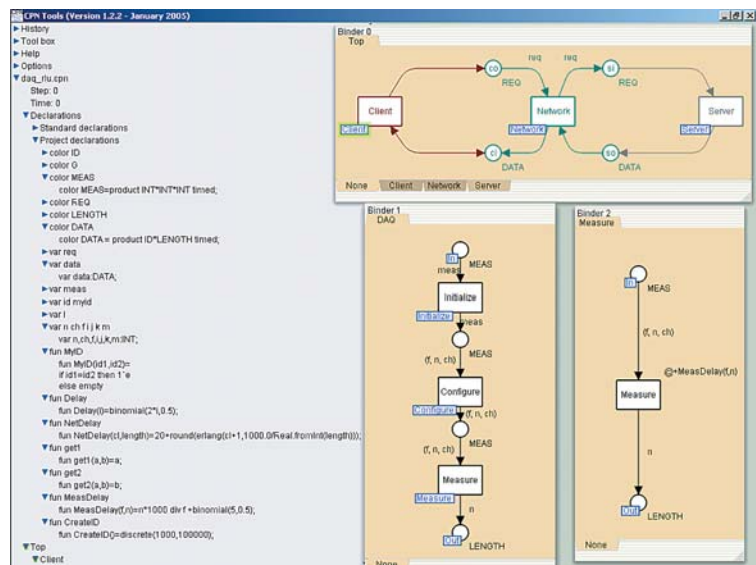 CPN Tools (Version 1.2.2 - January 2005)
History
Tool box
Help
Options
daq_rlu.cpn
Step: 0
Time: 0
Declarations
Standard declarations
Project declarations
color ID
color G
color MEAS
color MEAS=product INT*INT*INT timed;
color REQ
color LENGTH
color DATA
color DATA = product ID*LENGTH timed;
var req
var data
var data:DATA;
var meas
var id myid
var l
var n ch f i j k m
var n,ch,f,i,j,k,m:INT;
fun MyID
fun MyID(id1,id2)=
if id1=id2 then 1`e
else empty
fun Delay
fun Delay(i)=binomial(2*i,0.5);
fun NetDelay
fun NetDelay(cl,length)=20+round(erlang(cl+1,1000.0/Real.fromInt(length)));
fun get1
fun get1(a,b)=a;
fun get2
fun get2(a,b)=b;
fun MeasDelay
fun MeasDelay(f,n)=n*1000 div f +binomial(5,0.5);
fun CreateID
fun CreateID()=discrete(1000,100000);
Top
Client
Binder 0
Top
co
req
REQ
req
si
REQ
Client
Client
Network
Network
Server
Server
ci
DATA
so
DATA
None
Client
Network
Server
Binder 1
DAQ
In
MEAS
meas
Initialize
Initialize
meas
MEAS
(f, n, ch)
Configure
Configure
(f, n, ch)
MEAS
(f, n, ch)
Measure
Measure
n
Out
LENGTH
None
Binder 2
Measure
In
MEAS
(f, n, ch)
@+MeasDelay(f,n)
Measure
n
Out
LENGTH
None